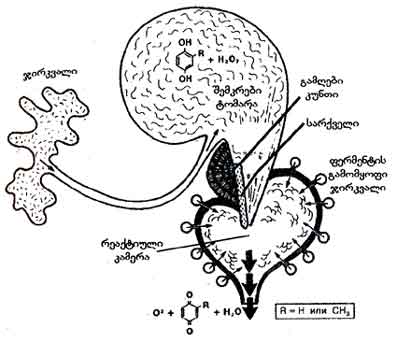 ჯირკვალი
OH
R
+ H₂O₂
OH
შემკრები
ტომარა
გამღები
კუნთი
სარქველი
ფერმენტის
გამომყოფი
ჯირკვალი
რეაქტიული
კამერა
O² +
O
R
+ H₂O
O
R = H или CH₃